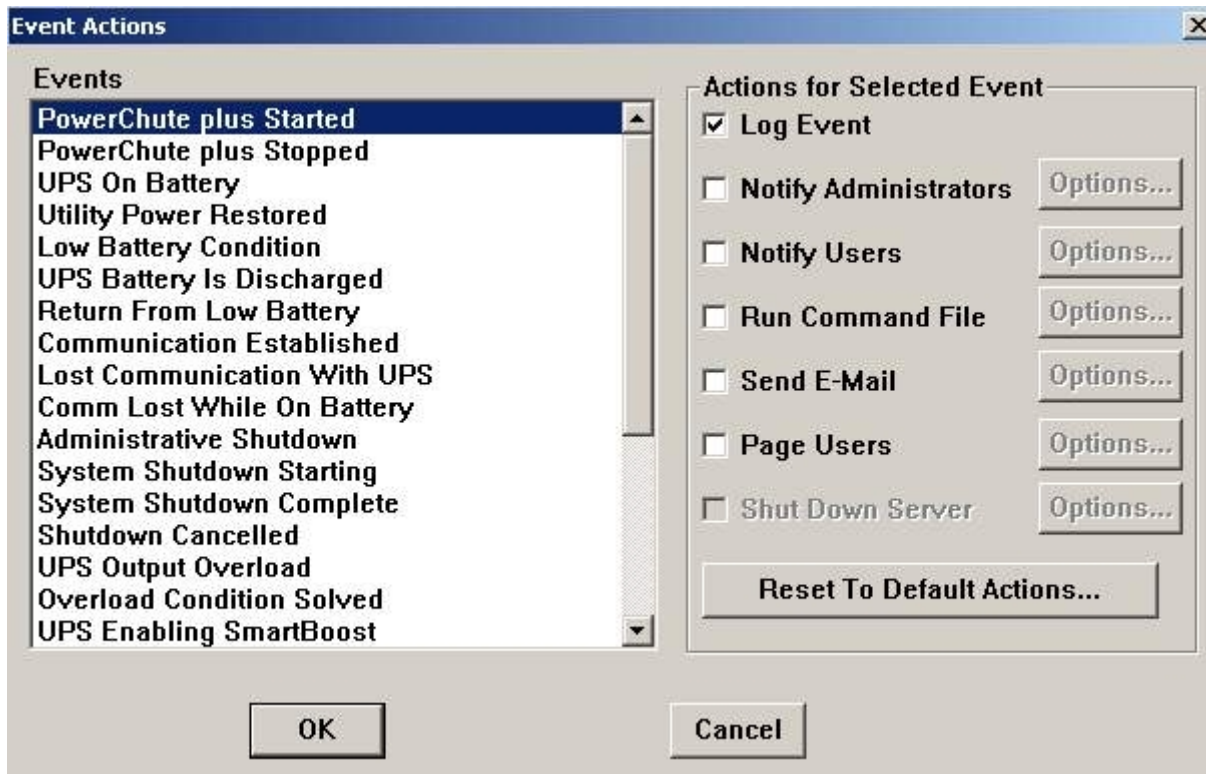 Event Actions
Events
PowerChute plus Started
PowerChute plus Stopped
UPS On Battery
Utility Power Restored
Low Battery Condition
UPS Battery Is Discharged
Return From Low Battery
Communication Established
Lost Communication With UPS
Comm Lost While On Battery
Administrative Shutdown
System Shutdown Starting
System Shutdown Complete
Shutdown Cancelled
UPS Output Overload
Overload Condition Solved
UPS Enabling SmartBoost
Actions for Selected Event
Log Event
Notify Administrators Options...
Notify Users Options...
Run Command File Options...
Send E-Mail Options...
Page Users Options...
Shut Down Server Options...
Reset To Default Actions...
OK Cancel